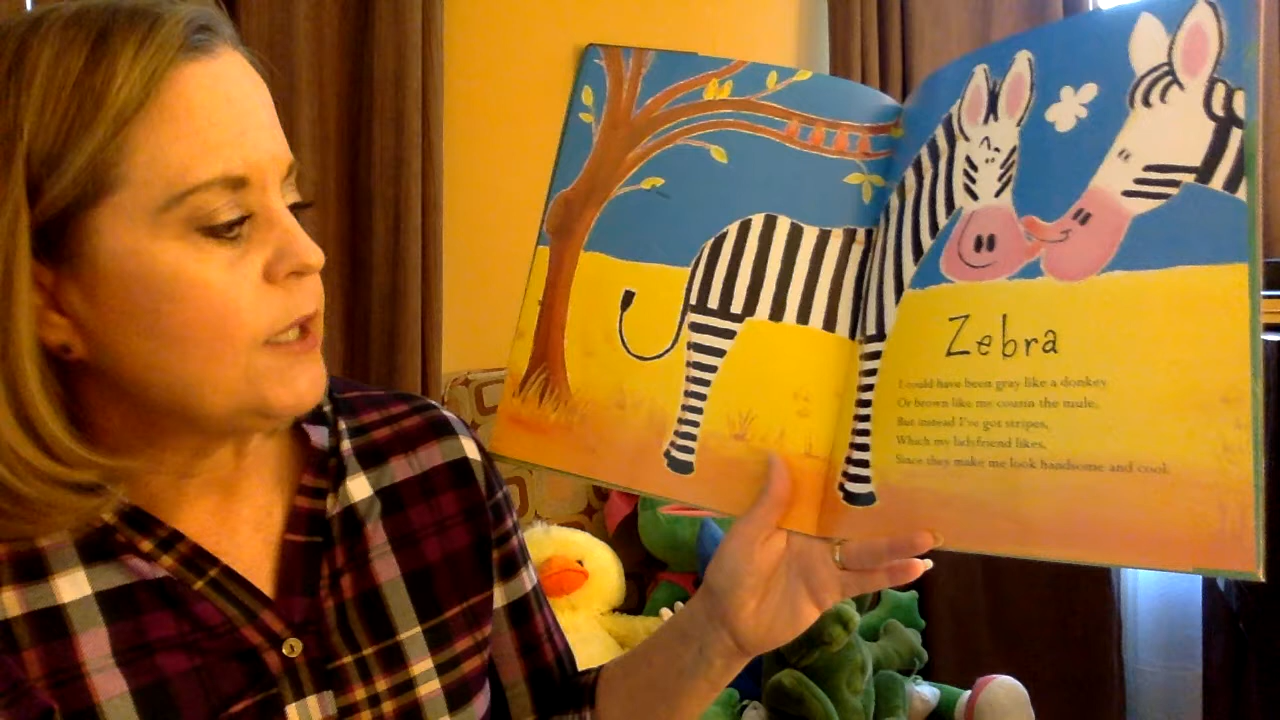 Zebra
I could have been gray like a donkey
Or brown like my cousin the mule,
But instead I've got stripes,
Which my ladyfriend likes,
Since they make me look handsome and cool.